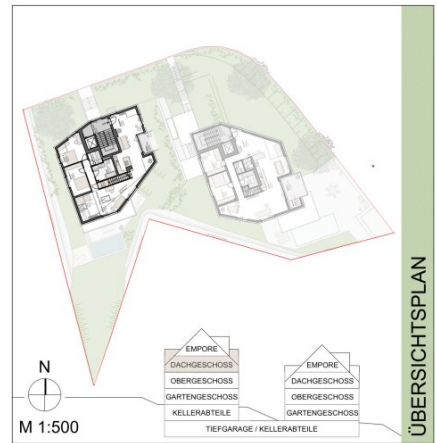 ÜBERSICHTSPLAN
EMPORE
DACHGESCHOSS
OBERGESCHOSS
GARTENGESCHOSS
KELLERABTEILE
EMPORE
DACHGESCHOSS
OBERGESCHOSS
GARTENGESCHOSS
TIEFGARAGE / KELLERABTEILE
N
M 1:500